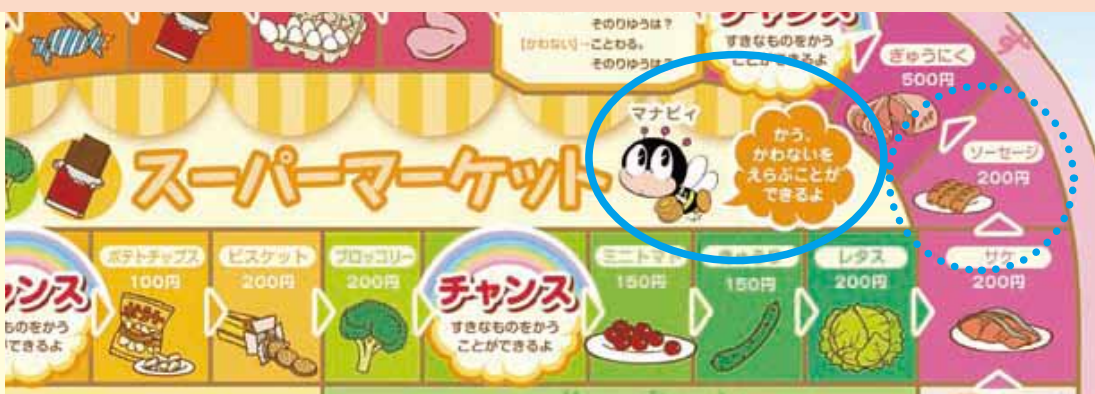 そのりゆうは?
[かわない]→ことわる。
そのりゆうは?
チャンス
すきなものをかう
ことができるよ
ぎゅうにく
500円
マナビィ
かう、
かわないを
えらぶことが
できるよ
スーパーマーケット
ソーセージ
200円
チャンス
ものをかう
できるよ
ポテトチップス
100円
ビスケット
200円
ブロッコリー
200円
チャンス
すきなものをかう
ことができるよ
ミニトマト
150円
150円
レタス
200円
サケ
200円